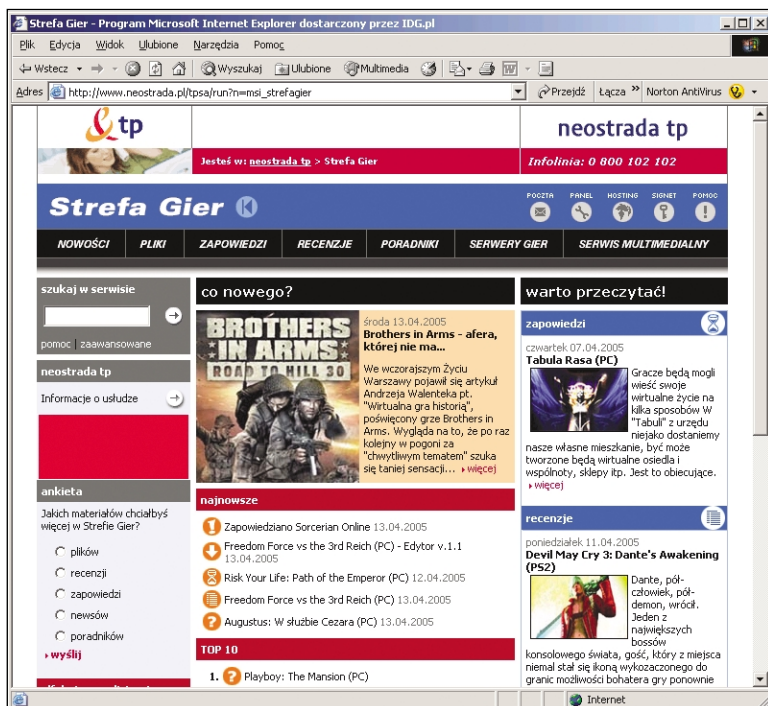 Strefa Gier - Program Microsoft Internet Explorer dostarczony przez IDG.pl
Plik Edycja Widok Ulubione Narzędzia Pomoc
Wstecz Wyszukaj Ulubione Multimedia
Adres http://www.neostrada.pl/tpsa/run?n=msi_strefagier Przejdź Łącza » Norton AntiVirus
tp
neostrada tp
Jesteś w: neostrada tp > Strefa Gier
Infolinia: 0 800 102 102
Strefa Gier
POCZTA PANEL HOSTING SIGNET POMOC
NOWOŚCI PLIKI ZAPOWIEDZI RECENZJE PORADNIKI SERWERY GIER SERWIS MULTIMEDIALNY
szukaj w serwisie
pomoc | zaawansowane
neostrada tp
Informacje o usłudze
ankieta
Jakich materiałów chciałbyś
więcej w Strefie Gier?
plików
recenzji
zapowiedzi
newsów
poradników
wyślij
co nowego?
BROTHERS
IN ARMS
ROAD TO HILL 30
środa 13.04.2005
Brothers in Arms - afera,
której nie ma...
We wczorajszym Życiu
Warszawy pojawił się artykuł
Andrzeja Walenteka pt.
"Wirtualna gra historią",
poświęcony grze Brothers in
Arms. Wygląda na to, że po raz
kolejny w pogoni za
"chwytliwym tematem" szuka
się taniej sensacji... więcej
najnowsze
Zapowiedziano Sorcerian Online 13.04.2005
Freedom Force vs the 3rd Reich (PC) - Edytor v.1.1
13.04.2005
Risk Your Life: Path of the Emperor (PC) 12.04.2005
Freedom Force vs the 3rd Reich (PC) 13.04.2005
Augustus: W służbie Cezara (PC) 13.04.2005
TOP 10
1. Playboy: The Mansion (PC)
warto przeczytać!
zapowiedzi
czwartek 07.04.2005
Tabula Rasa (PC)
Gracze będą mogli
wieść swoje
wirtualne życie na
kilka sposobów W
"Tabuli" z urzędu
niejako dostaniemy
nasze własne mieszkanie, być może
tworzone będą wirtualne osiedla i
wspólnoty, sklepy itp. Jest to obiecujące.
więcej
recenzje
poniedziałek 11.04.2005
Devil May Cry 3: Dante's Awakening
(PS2)
Dante, pół-
człowiek, pół-
demon, wrócił.
Jeden z
największych
bossów
konsolowego świata, gość, który z miejsca
niemal stał się ikoną wykozaczonego do
granic możliwości bohatera gry ponownie
Internet